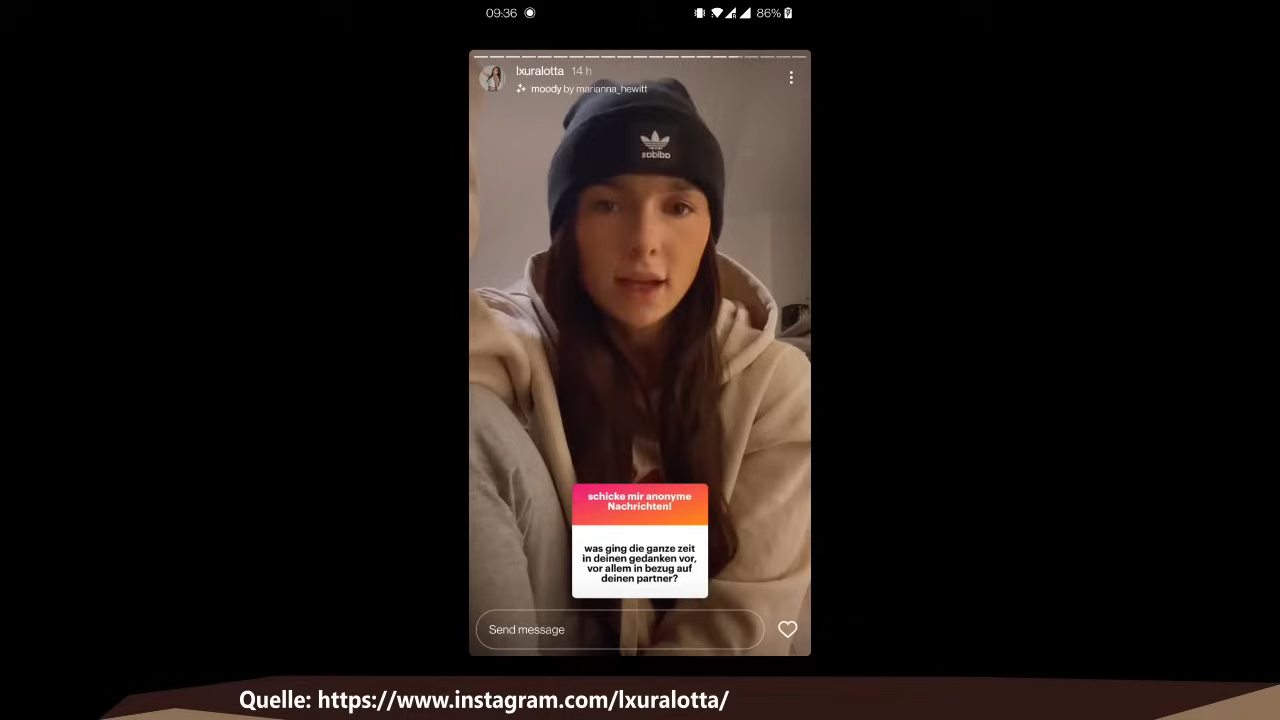 09:36
86%
lxuralotta 14 h
moody by marianna_hewitt
adidas
schicke mir anonyme
Nachrichten!
was ging die ganze zeit
in deinen gedanken vor,
vor allem in bezug auf
deinen partner?
Send message
Quelle: https://www.instagram.com/lxuralotta/